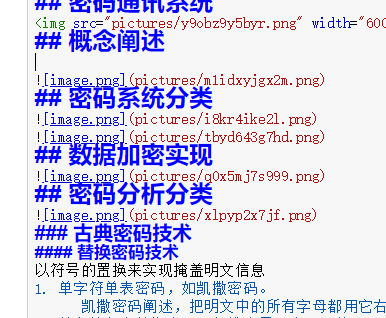 ## 密码通讯系统
<img src="pictures/y9obz9y5byr.png" width="600
## 概念阐述
![image.png](pictures/m1idxyjgx2m.png)
## 密码系统分类
![image.png](pictures/i8kr4ike2l.png)
![image.png](pictures/tbyd643g7hd.png)
## 数据加密实现
![image.png](pictures/q0x5mj7s999.png)
## 密码分析分类
![image.png](pictures/xlpyp2x7jf.png)
### 古典密码技术
#### 替换密码技术
以符号的置换来实现掩盖明文信息
1. 单字符单表密码，如凯撒密码。
凯撒密码阐述，把明文中的所有字母都用它右